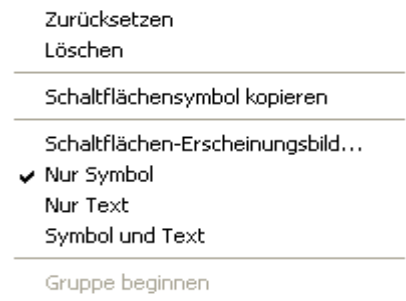 Zurücksetzen
Löschen
Schaltflächensymbol kopieren
Schaltflächen-Erscheinungsbild...
Nur Symbol
Nur Text
Symbol und Text
Gruppe beginnen